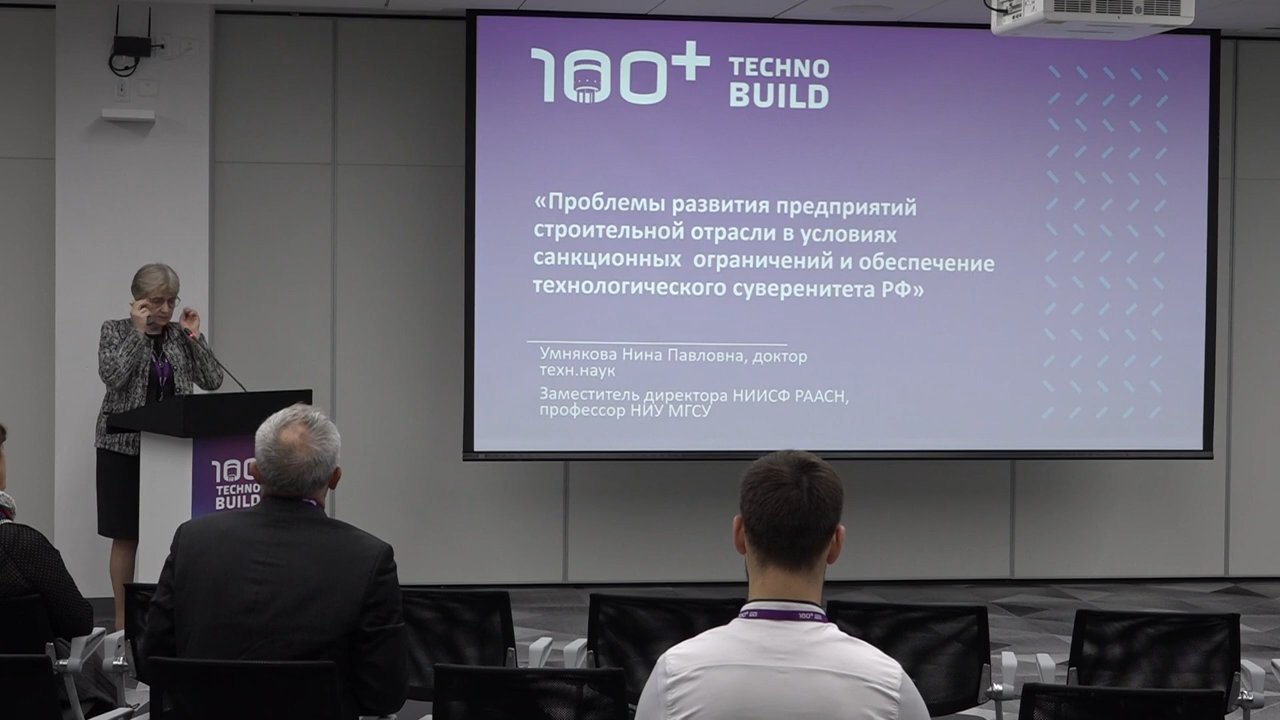 100+ TECHNO
BUILD
«Проблемы развития предприятий
строительной отрасли в условиях
санкционных ограничений и обеспечение
технологического суверенитета РФ»
Умнякова Нина Павловна, доктор
техн.наук
Заместитель директора НИИСФ РААСН,
профессор НИУ МГСУ
100
TECHNO
BUILD
100+